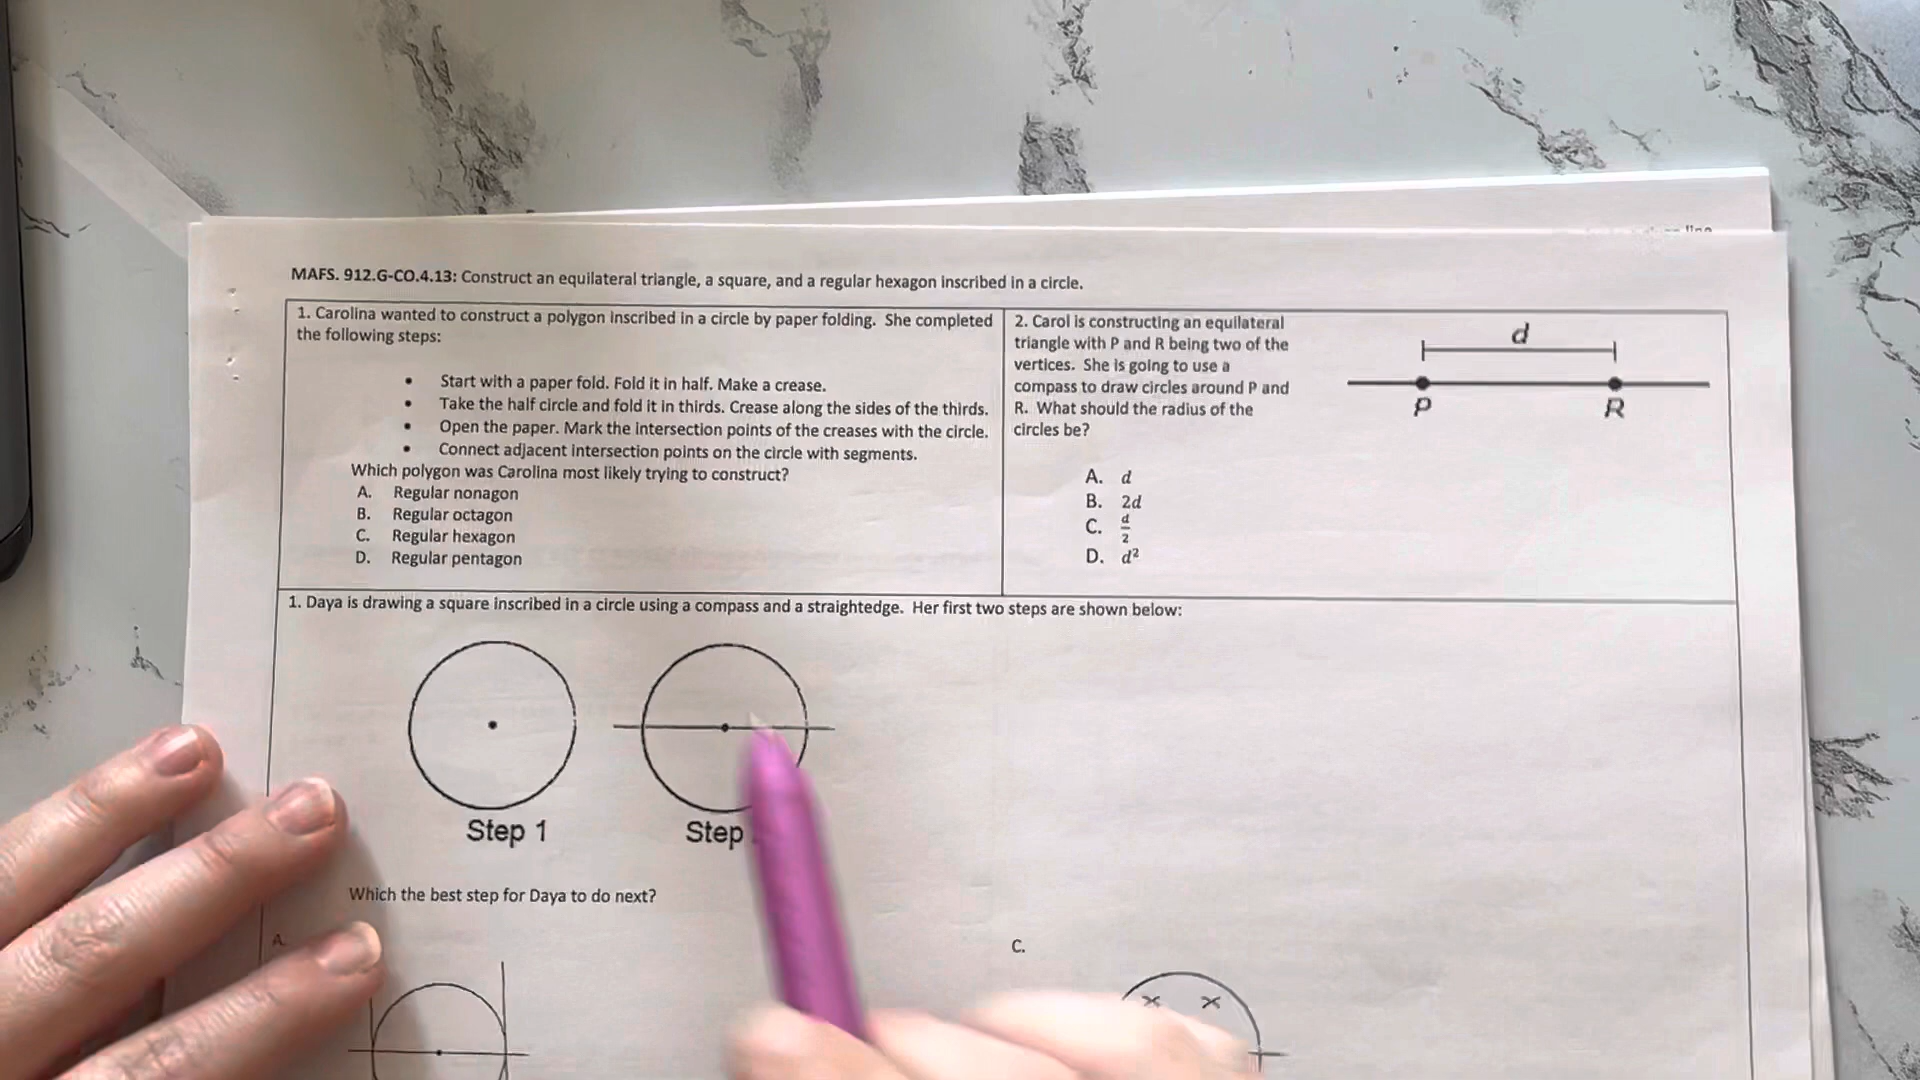 line
MAFS. 912.G-CO.4.13: Construct an equilateral triangle, a square, and a regular hexagon inscribed in a circle.
1. Carolina wanted to construct a polygon inscribed in a circle by paper folding. She completed
the following steps:
• Start with a paper fold. Fold it in half. Make a crease.
• Take the half circle and fold it in thirds. Crease along the sides of the thirds.
• Open the paper. Mark the intersection points of the creases with the circle.
• Connect adjacent intersection points on the circle with segments.
Which polygon was Carolina most likely trying to construct?
A. Regular nonagon
B. Regular octagon
C. Regular hexagon
D. Regular pentagon
2. Carol is constructing an equilateral
triangle with P and R being two of the
vertices. She is going to use a
compass to draw circles around P and
R. What should the radius of the
circles be?
d
P R
A. d
B. 2d
C. d/2
D. d²
1. Daya is drawing a square inscribed in a circle using a compass and a straightedge. Her first two steps are shown below:
Step 1 Step
Which the best step for Daya to do next?
A.
C.